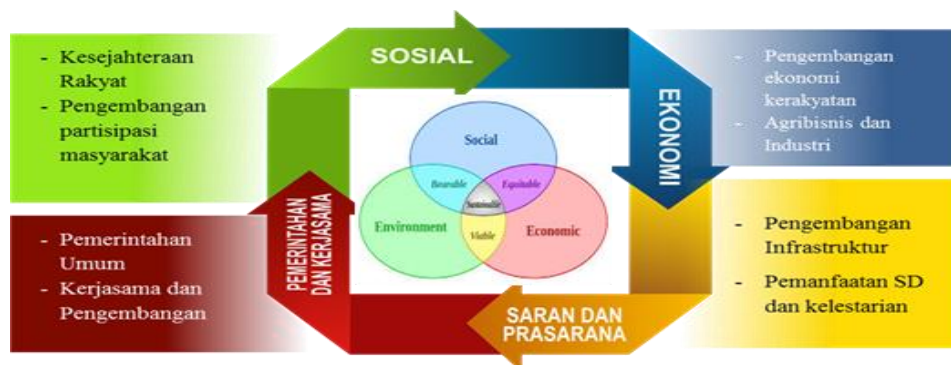 - Kesejahteraan
Rakyat
- Pengembangan
partisipasi
masyarakat
SOSIAL
EKONOMI
- Pengembangan
ekonomi
kerakyatan
- Agribisnis dan
Industri
Social
Bearable
Equitable
Sustainable
Environment
Viable
Economic
- Pemerintahan
Umum
- Kerjasama dan
Pengembangan
PEMERINTAHAN
DAN KERJASAMA
SARAN DAN
PRASARANA
- Pengembangan
Infrastruktur
- Pemanfaatan SD
dan kelestarian